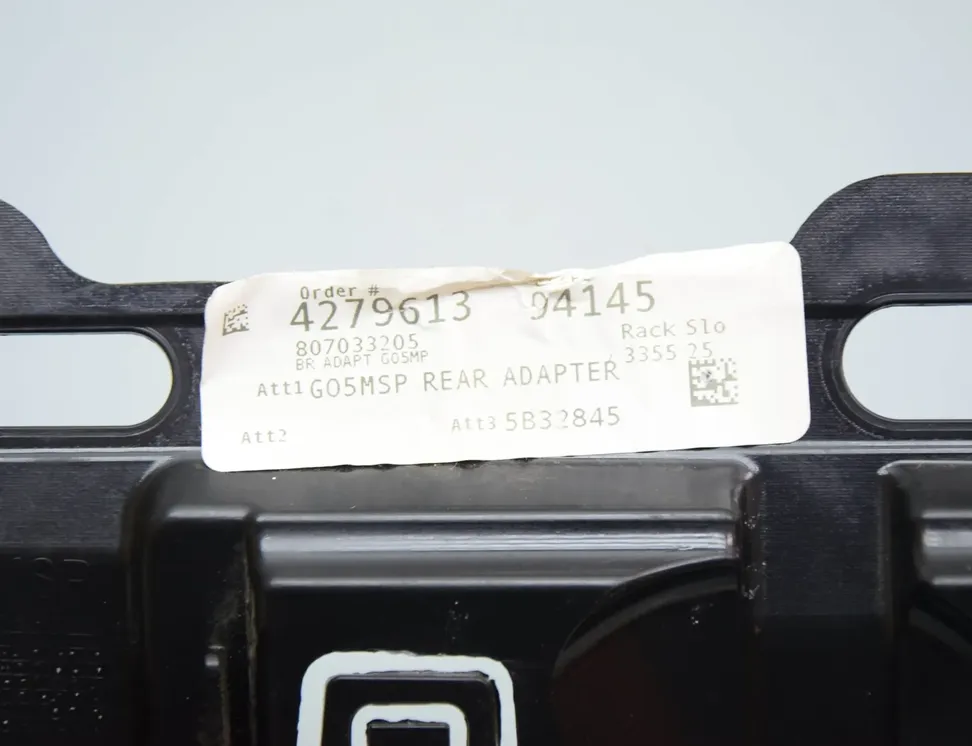 Order #
4279613 94145
807033205 Rack Slo
BR ADAPT G05MP 3355 25
Att1 G05MSP REAR ADAPTER
Att2 Att3 5B32845